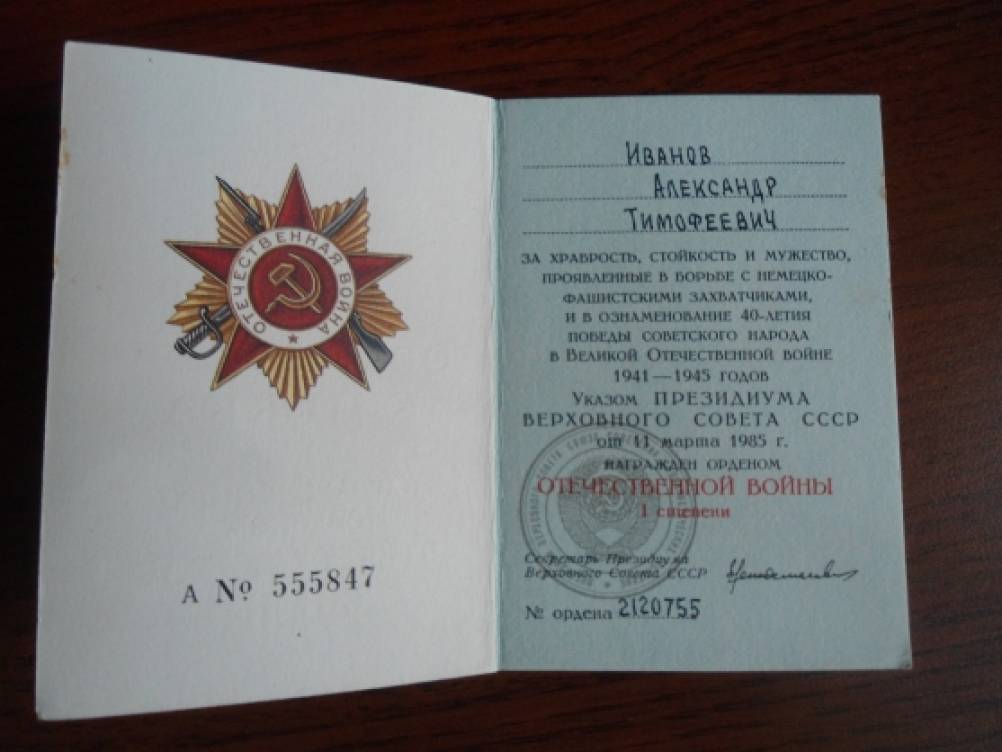 ОТЕЧЕСТВЕННАЯ ВОЙНА
А № 555847
ИВАНОВ
АЛЕКСАНДР
ТИМОФЕЕВИЧ
ЗА ХРАБРОСТЬ, СТОЙКОСТЬ И МУЖЕСТВО,
ПРОЯВЛЕННЫЕ В БОРЬБЕ С НЕМЕЦКО-
ФАШИСТСКИМИ ЗАХВАТЧИКАМИ,
И В ОЗНАМЕНОВАНИЕ 40-ЛЕТИЯ
ПОБЕДЫ СОВЕТСКОГО НАРОДА
В ВЕЛИКОЙ ОТЕЧЕСТВЕННОЙ ВОЙНЕ
1941—1945 ГОДОВ
УКАЗОМ ПРЕЗИДИУМА
ВЕРХОВНОГО СОВЕТА СССР
от 11 марта 1985 г.
НАГРАЖДЕН ОРДЕНОМ
ОТЕЧЕСТВЕННОЙ ВОЙНЫ
I степени
Секретарь Президиума
Верховного Совета СССР
№ ордена 2120755